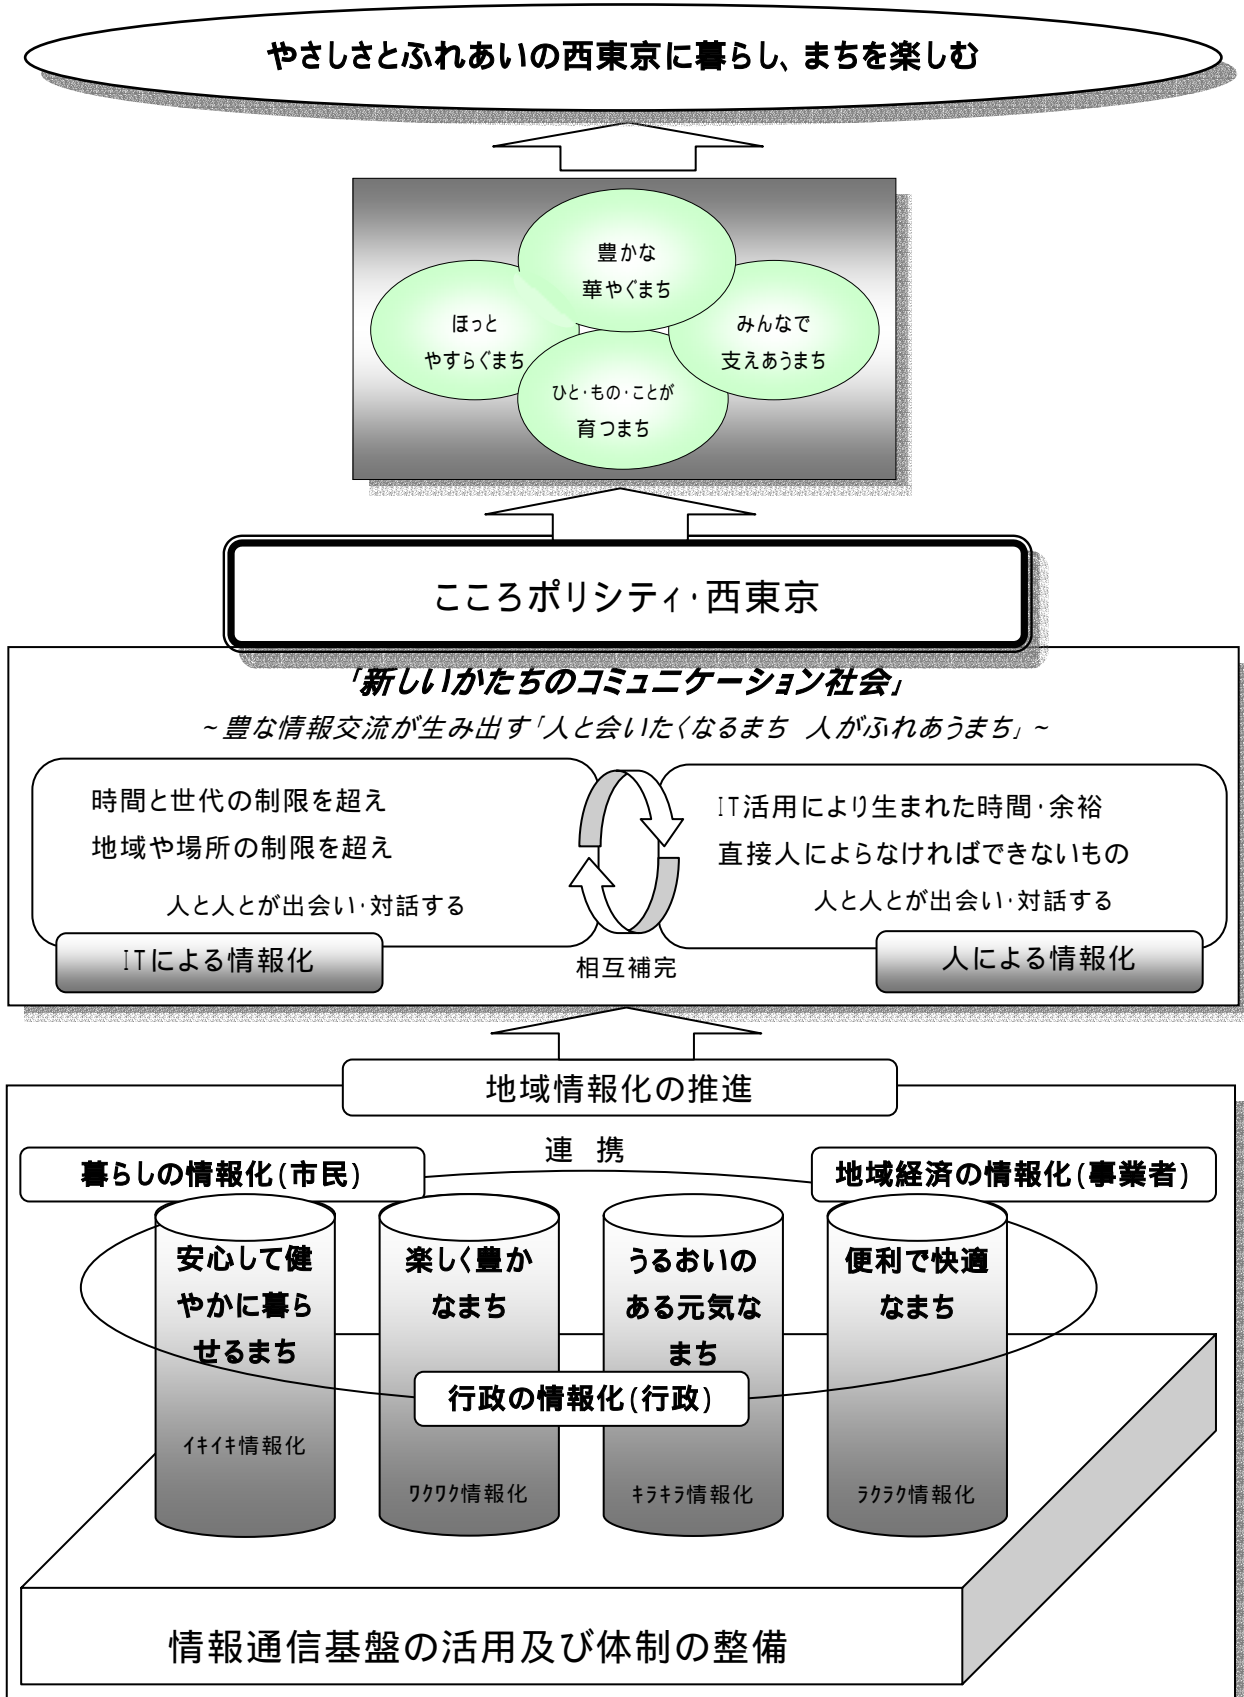 やさしさとふれあいの西東京に暮らし、まちを楽しむ
豊かな
華やぐまち
ほっと
やすらぐまち
みんなで
支えあうまち
ひと・もの・ことが
育つまち
こころポリシティ・西東京
「新しいかたちのコミュニケーション社会」
~豊な情報交流が生み出す「人と会いたくなるまち 人がふれあうまち」~
時間と世代の制限を超え
地域や場所の制限を超え
人と人とが出会い・対話する
ITによる情報化
IT活用により生まれた時間・余裕
直接人によらなければできないもの
人と人とが出会い・対話する
人による情報化
相互補完
地域情報化の推進
連 携
暮らしの情報化(市民)
地域経済の情報化(事業者)
安心して健
やかに暮ら
せるまち
イキイキ情報化
楽しく豊か
なまち
ワクワク情報化
うるおいの
ある元気な
まち
キラキラ情報化
便利で快適
なまち
ラクラク情報化
行政の情報化(行政)
情報通信基盤の活用及び体制の整備